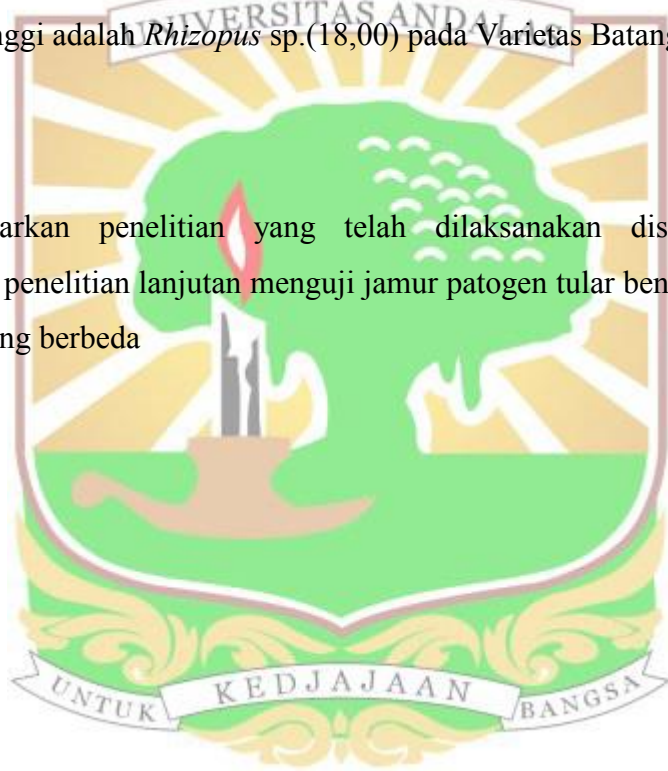 UNIVERSITAS ANDALAS
nggi adalah Rhizopus sp.(18,00) pada Varietas Batang
arkan penelitian yang telah dilaksanakan dis
penelitian lanjutan menguji jamur patogen tular ben
ng berbeda
UNTUK KEDJAJAAN BANGSA